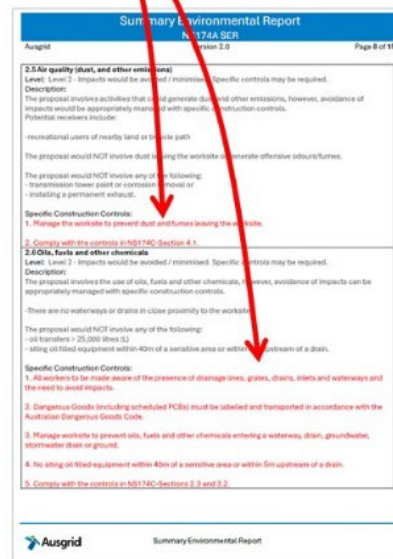 Summary Environmental Report
NS174A SER
Ausgrid Version 2.0 Page 8 of 15
2.5 Air quality (dust, and other emissions)
Level: Level 2 - Impacts would be avoided / minimised. Specific controls may be required.
Description:
The proposal involves activities that could generate dust and other emissions, however, avoidance of
impacts would be appropriately managed with specific construction controls.
Potential receivers include:
-recreational users of nearby land or bicycle path
The proposal would NOT involve dust leaving the worksite or generate offensive odours/fumes.
The proposal would NOT involve any of the following:
- transmission tower paint or corrosion removal or
- installing a permanent exhaust.
Specific Construction Controls:
1. Manage the worksite to prevent dust and fumes leaving the worksite.
2. Comply with the controls in NS174C-Section 4.1.
2.6 Oils, fuels and other chemicals
Level: Level 2 - Impacts would be avoided / minimised. Specific controls may be required.
Description:
The proposal involves the use of oils, fuels and other chemicals, however, avoidance of impacts can be
appropriately managed with specific construction controls.
-There are no waterways or drains in close proximity to the worksite
The proposal would NOT involve any of the following:
- oil transfers > 25,000 litres (L)
- siting oil filled equipment within 40m of a sensitive area or within upstream of a drain.
Specific Construction Controls:
1. All workers to be made aware of the presence of drainage lines, grates, drains, inlets and waterways and
the need to avoid impacts.
2. Dangerous Goods (including scheduled PCBs) must be labelled and transported in accordance with the
Australian Dangerous Goods Code.
3. Manage worksite to prevent oils, fuels and other chemicals entering a waterway, drain, groundwater,
stormwater drain or ground.
4. No siting oil filled equipment within 40m of a sensitive area or within 5m upstream of a drain.
5. Comply with the controls in NS174C-Sections 2.3 and 3.2.
Ausgrid Summary Environmental Report